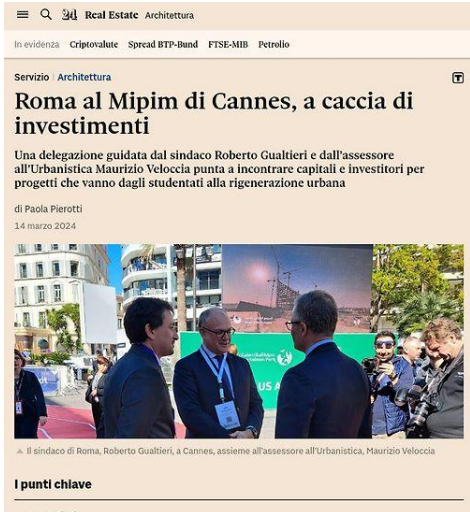 24 Real Estate Architettura
In evidenza Criptovalute Spread BTP-Bund FTSE-MIB Petrolio
Servizio | Architettura
Roma al Mipim di Cannes, a caccia di
investimenti
Una delegazione guidata dal sindaco Roberto Gualtieri e dall'assessore
all'Urbanistica Maurizio Veloccia punta a incontrare capitali e investitori per
progetti che vanno dagli studentati alla rigenerazione urbana
di Paola Pierotti
14 marzo 2024
US A
Il sindaco di Roma, Roberto Gualtieri, a Cannes, assieme all'assessore all'Urbanistica, Maurizio Veloccia
I punti chiave